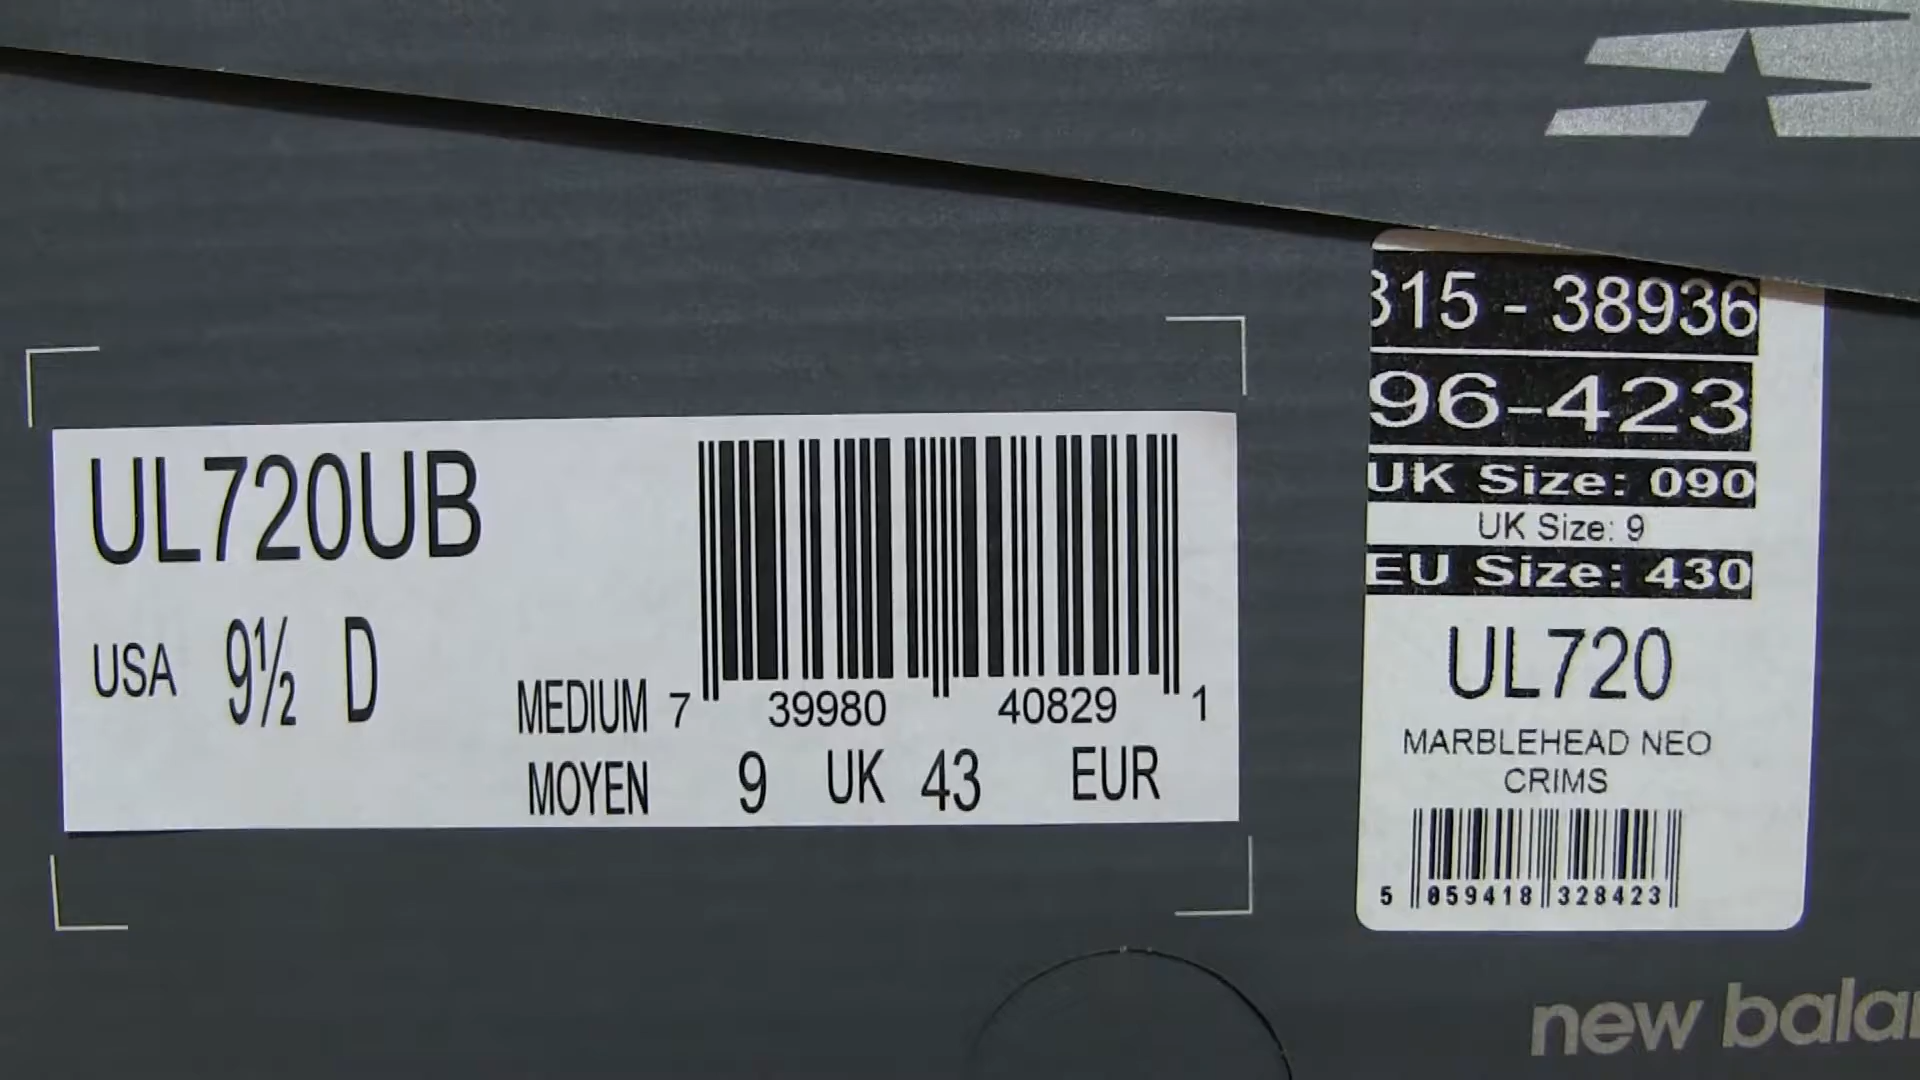 UL720UB
USA 9½ D
MEDIUM 7 39980 40829 1
MOYEN 9 UK 43 EUR
315 - 38936
96-423
UK Size: 090
UK Size: 9
EU Size: 430
UL720
MARBLEHEAD NEO
CRIMS
5 059418 328423
new balan